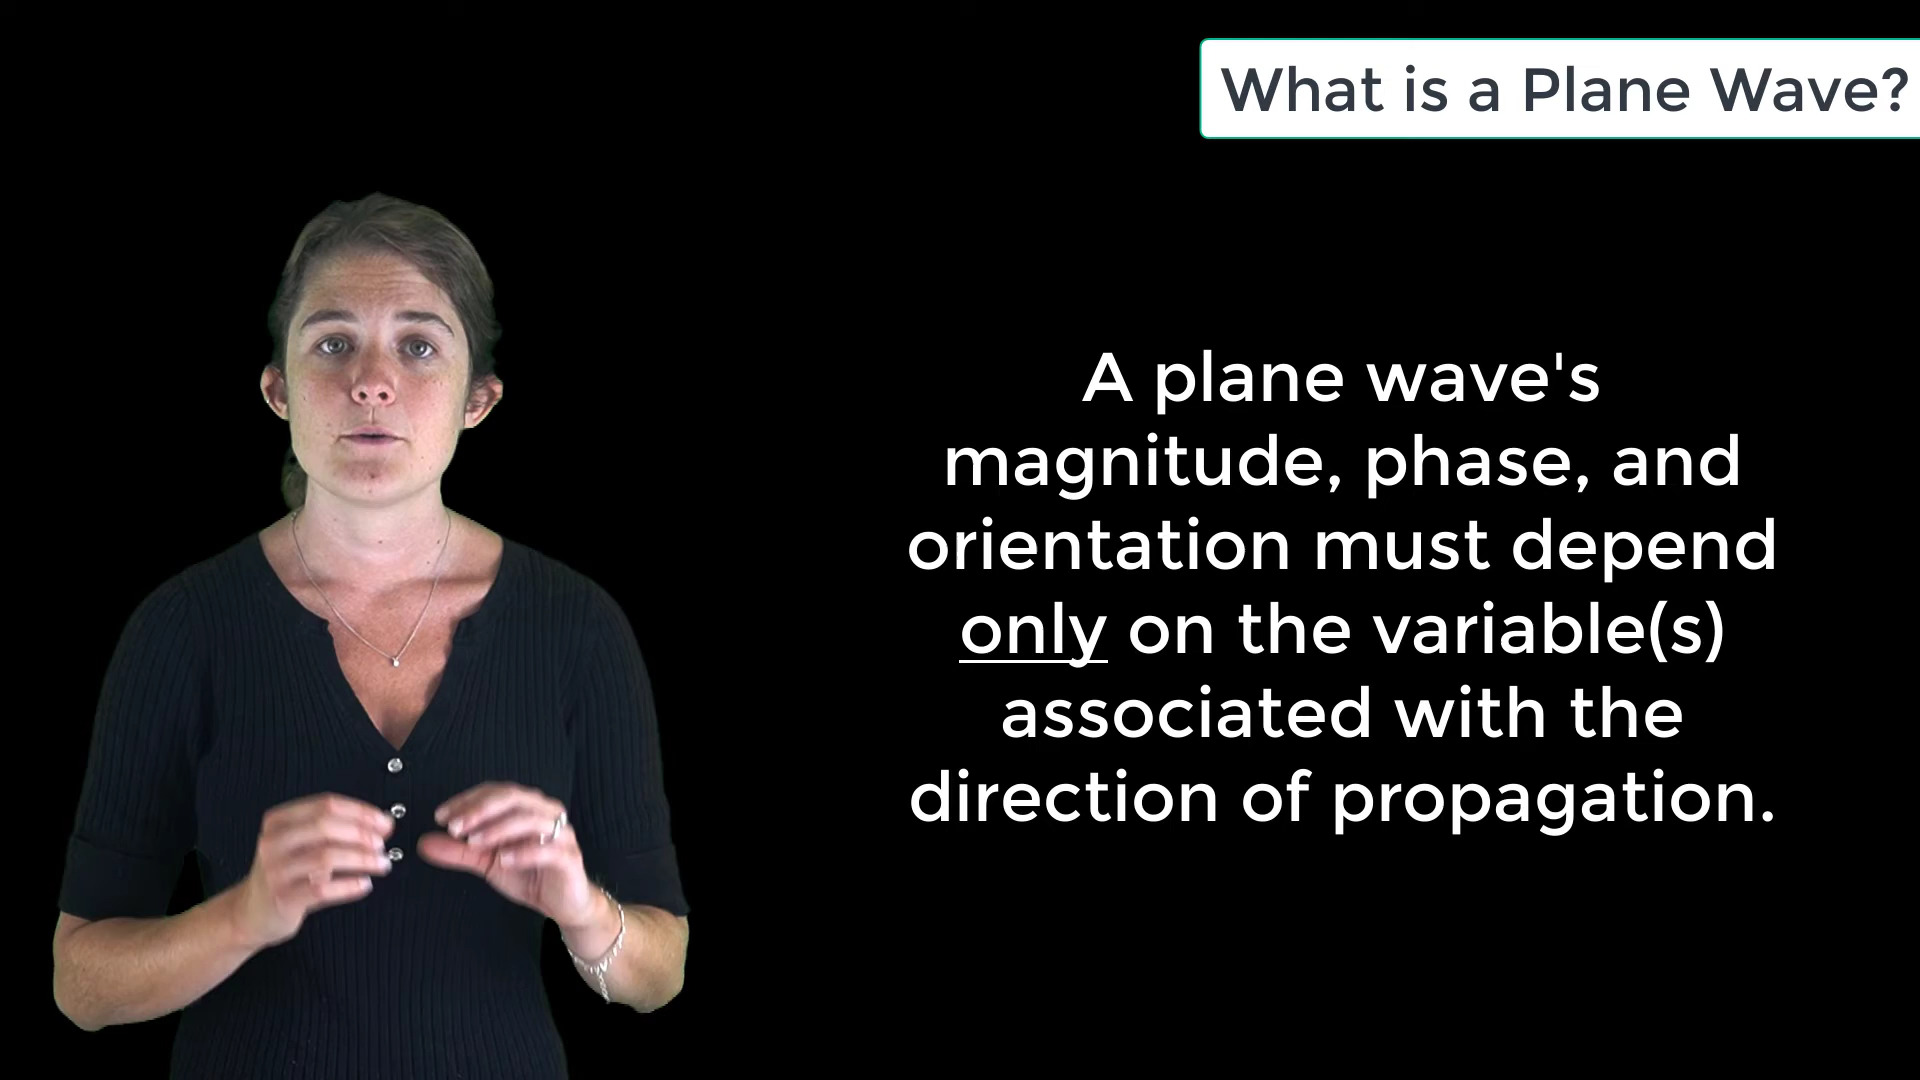 What is a Plane Wave?
A plane wave's
magnitude, phase, and
orientation must depend
only on the variable(s)
associated with the
direction of propagation.